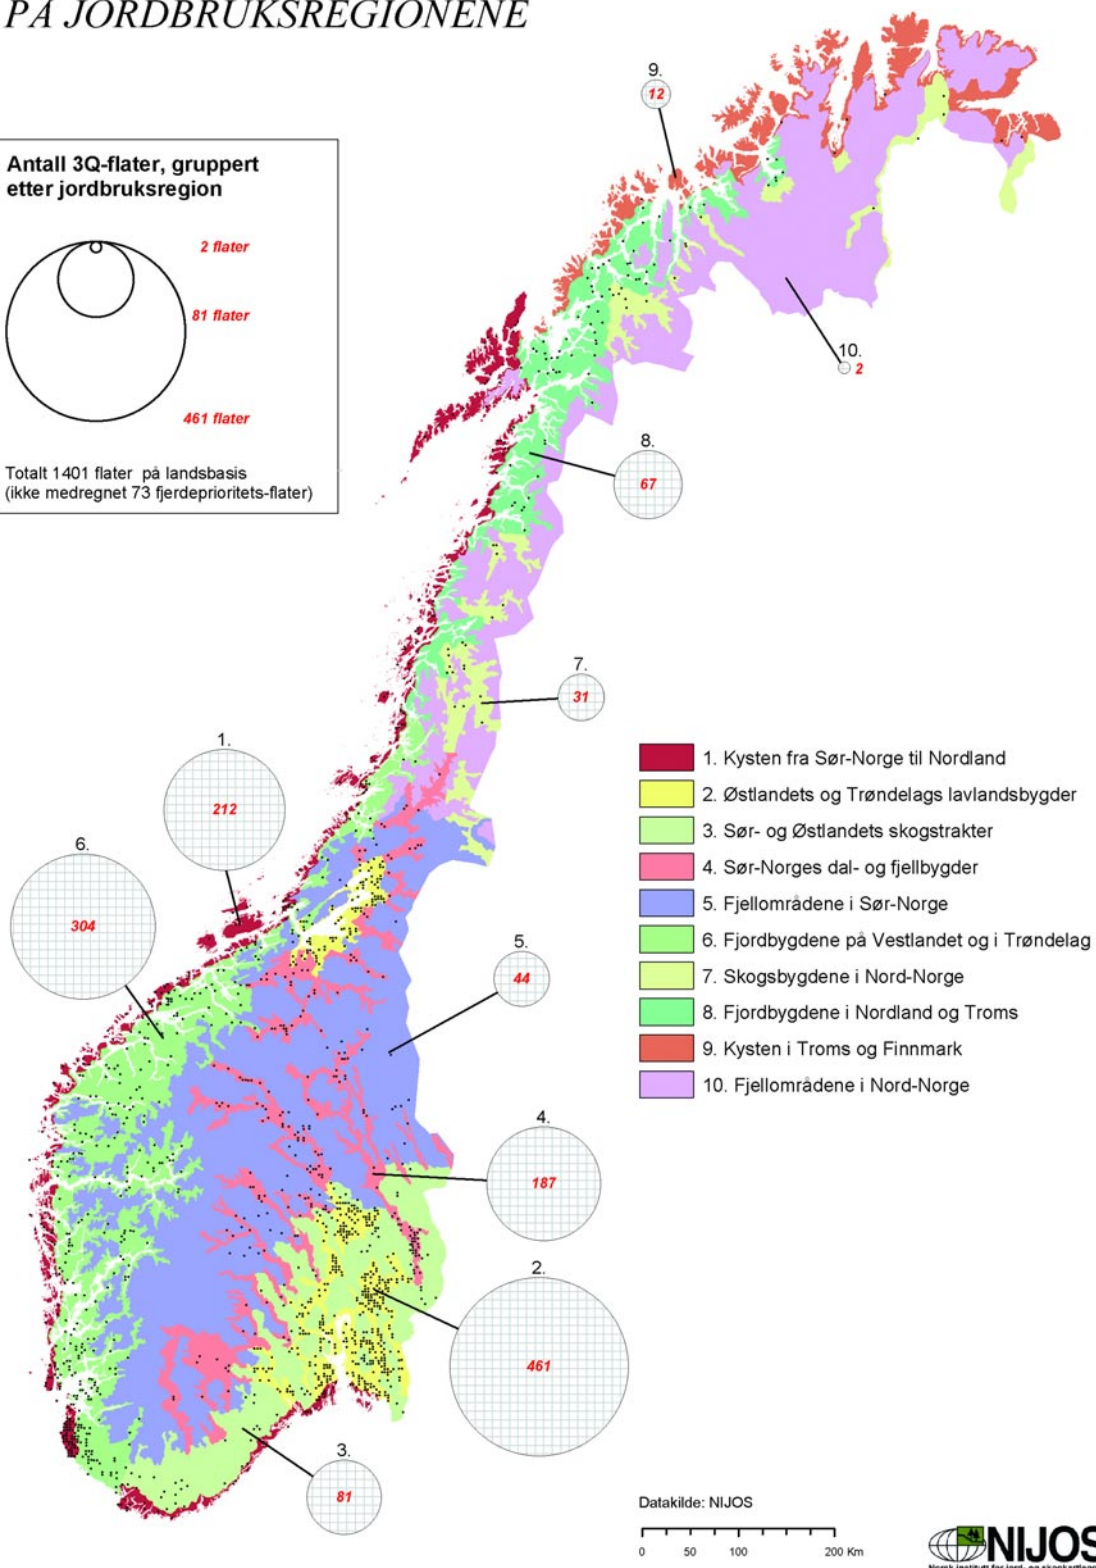 PÅ JORDBRUKSREGIONENE
Antall 3Q-flater, gruppert
etter jordbruksregion
2 flater
81 flater
461 flater
Totalt 1401 flater på landsbasis
(ikke medregnet 73 fjerdeprioritets-flater)
9.
12
10.
2
8.
67
7.
31
1.
212
6.
304
5.
44
4.
187
2.
461
3.
81
1. Kysten fra Sør-Norge til Nordland
2. Østlandets og Trøndelags lavlandsbygder
3. Sør- og Østlandets skogstrakter
4. Sør-Norges dal- og fjellbygder
5. Fjellområdene i Sør-Norge
6. Fjordbygdene på Vestlandet og i Trøndelag
7. Skogsbygdene i Nord-Norge
8. Fjordbygdene i Nordland og Troms
9. Kysten i Troms og Finnmark
10. Fjellområdene i Nord-Norge
Datakilde: NIJOS
0 50 100 200 Km
NIJOS